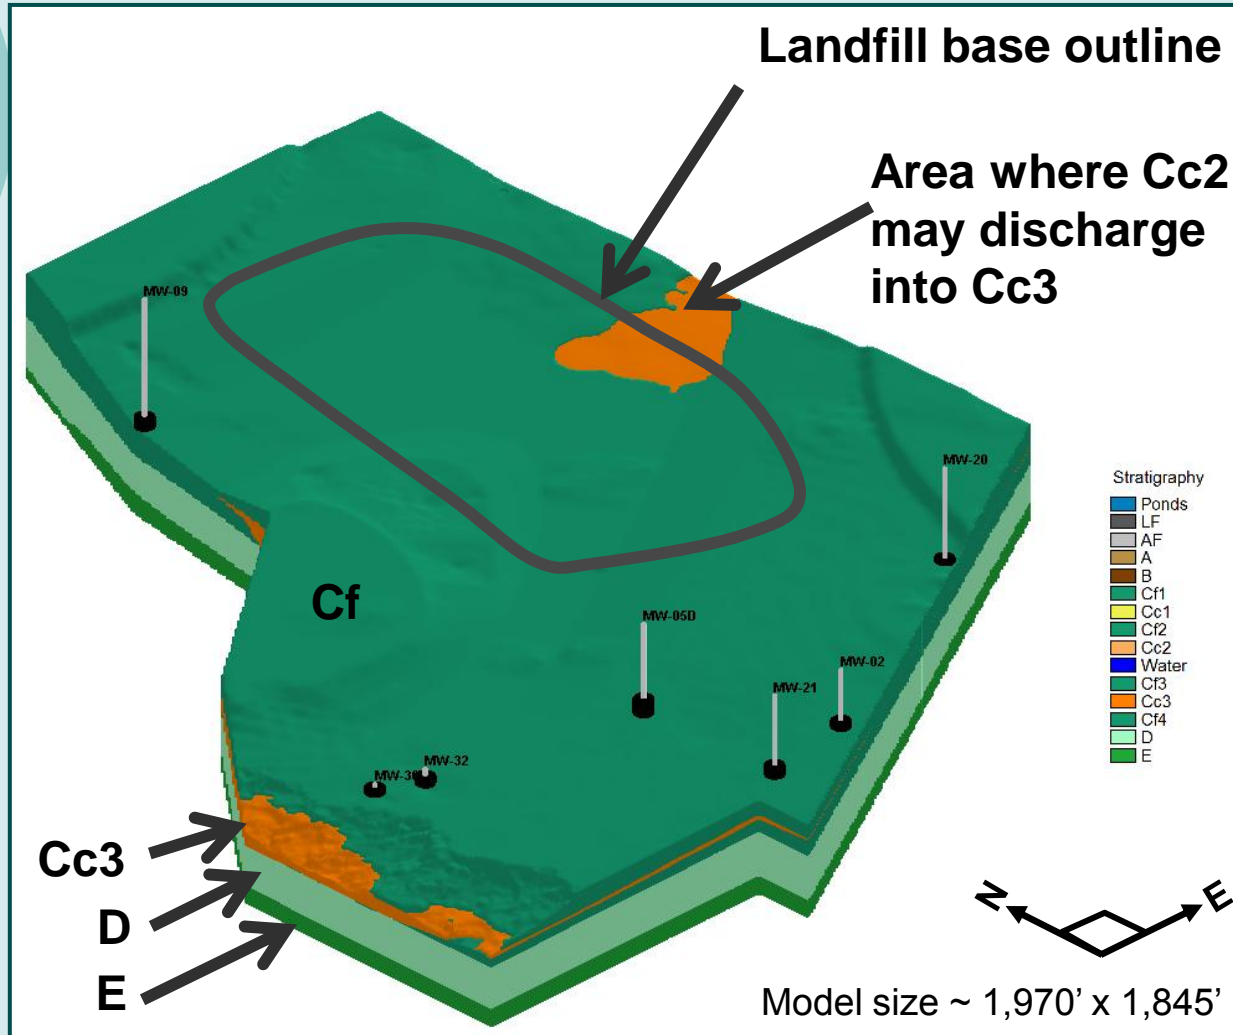 Landfill base outline
Area where Cc2
may discharge
into Cc3
MW-09
MW-20
Stratigraphy
Ponds
LF
AF
A
B
Cf1
Cc1
Cf2
Cc2
Water
Cf3
Cc3
Cf4
D
E
Cf
MW-05D
MW-02
MW-21
MW-32
Cc3
D
E
N
E
Model size ~ 1,970’ x 1,845’